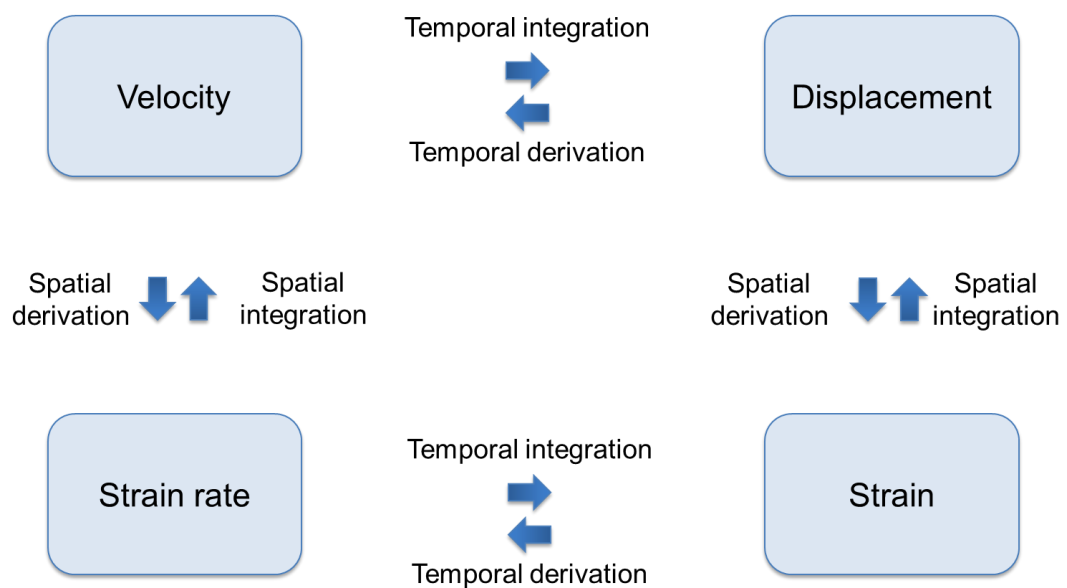 Temporal integration
Velocity
Displacement
Temporal derivation
Spatial
derivation
Spatial
integration
Spatial
derivation
Spatial
integration
Temporal integration
Strain rate
Strain
Temporal derivation